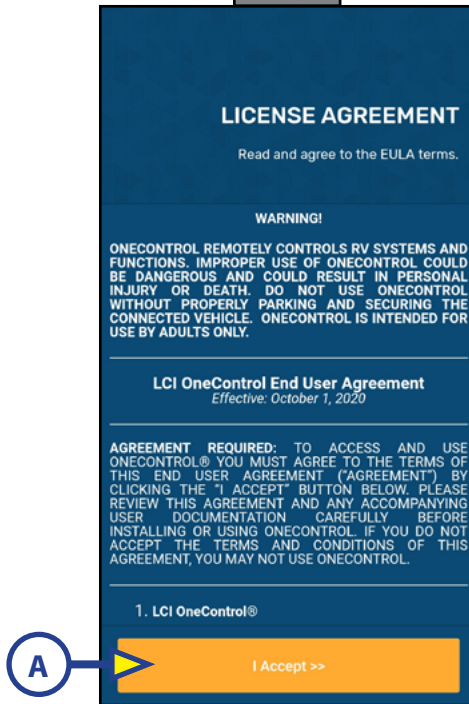 LICENSE AGREEMENT
Read and agree to the EULA terms.
WARNING!
ONECONTROL REMOTELY CONTROLS RV SYSTEMS AND
FUNCTIONS. IMPROPER USE OF ONECONTROL COULD
BE DANGEROUS AND COULD RESULT IN PERSONAL
INJURY OR DEATH. DO NOT USE ONECONTROL
WITHOUT PROPERLY PARKING AND SECURING THE
CONNECTED VEHICLE. ONECONTROL IS INTENDED FOR
USE BY ADULTS ONLY.
LCI OneControl End User Agreement
Effective: October 1, 2020
AGREEMENT REQUIRED: TO ACCESS AND USE
ONECONTROL® YOU MUST AGREE TO THE TERMS OF
THIS END USER AGREEMENT ("AGREEMENT") BY
CLICKING THE "I ACCEPT" BUTTON BELOW. PLEASE
REVIEW THIS AGREEMENT AND ANY ACCOMPANYING
USER DOCUMENTATION CAREFULLY BEFORE
INSTALLING OR USING ONECONTROL. IF YOU DO NOT
ACCEPT THE TERMS AND CONDITIONS OF THIS
AGREEMENT, YOU MAY NOT USE ONECONTROL.
1. LCI OneControl®
A
I Accept >>